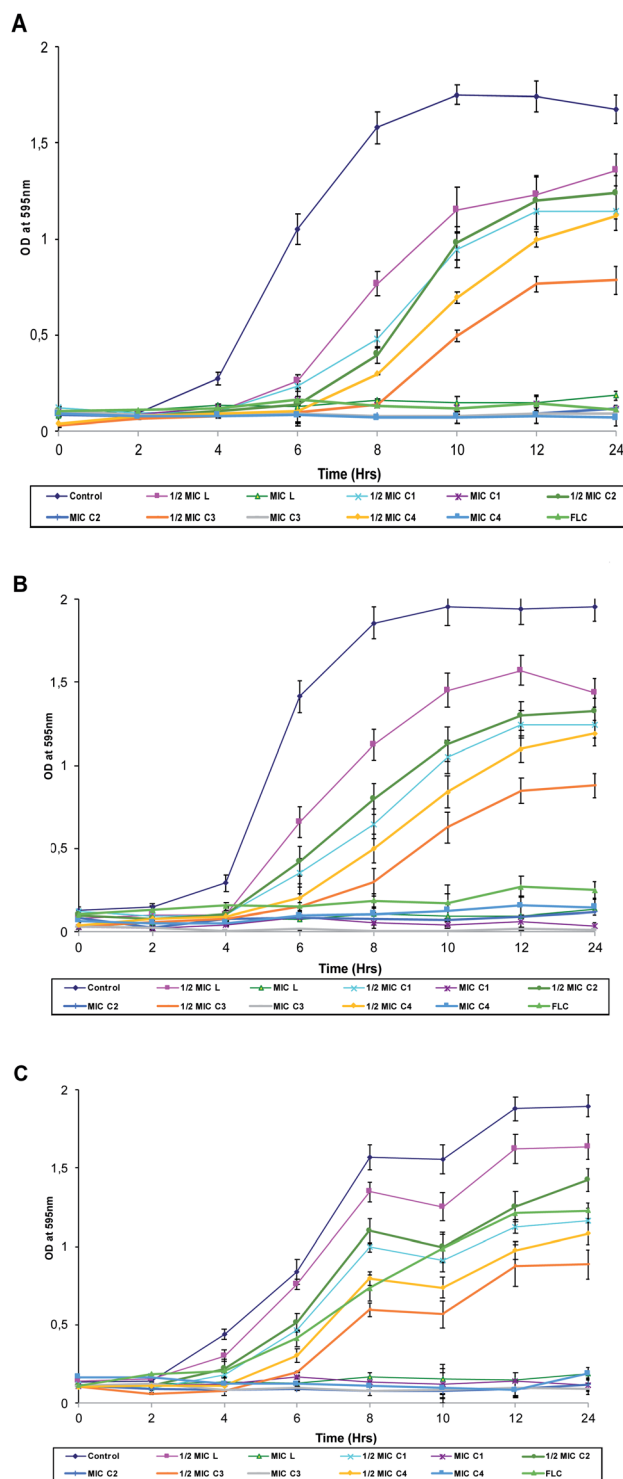 A
2
1,5
1
0,5
0
OD at 595nm
0 2 4 6 8 10 12 24
Time (Hrs)
Control 1/2 MIC L MIC L 1/2 MIC C1 MIC C1 1/2 MIC C2
MIC C2 1/2 MIC C3 MIC C3 1/2 MIC C4 MIC C4 FLC
B
2
1,5
1
0,5
0
OD at 595nm
0 2 4 6 8 10 12 24
Time (Hrs)
Control 1/2 MIC L MIC L 1/2 MIC C1 MIC C1 1/2 MIC C2
MIC C2 1/2 MIC C3 MIC C3 1/2 MIC C4 MIC C4 FLC
C
2
1,5
1
0,5
0
OD at 595nm
0 2 4 6 8 10 12 24
Time (Hrs)
Control 1/2 MIC L MIC L 1/2 MIC C1 MIC C1 1/2 MIC C2
MIC C2 1/2 MIC C3 MIC C3 1/2 MIC C4 MIC C4 FLC